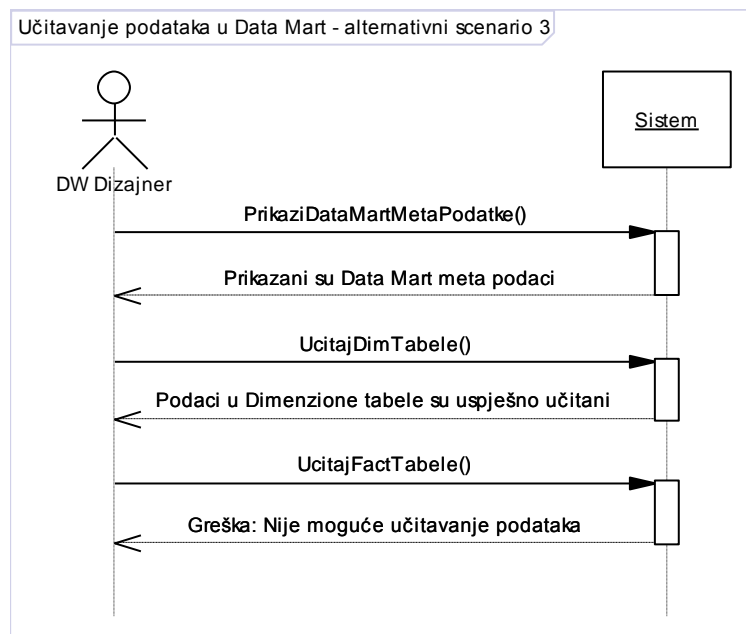 Učitavanje podataka u Data Mart - alternativni scenario 3
Sistem
DW Dizajner
PrikaziDataMartMetaPodatke()
Prikazani su Data Mart meta podaci
UcitajDimTabele()
Podaci u Dimenzione tabele su uspješno učitani
UcitajFactTabele()
Greška: Nije moguće učitavanje podataka